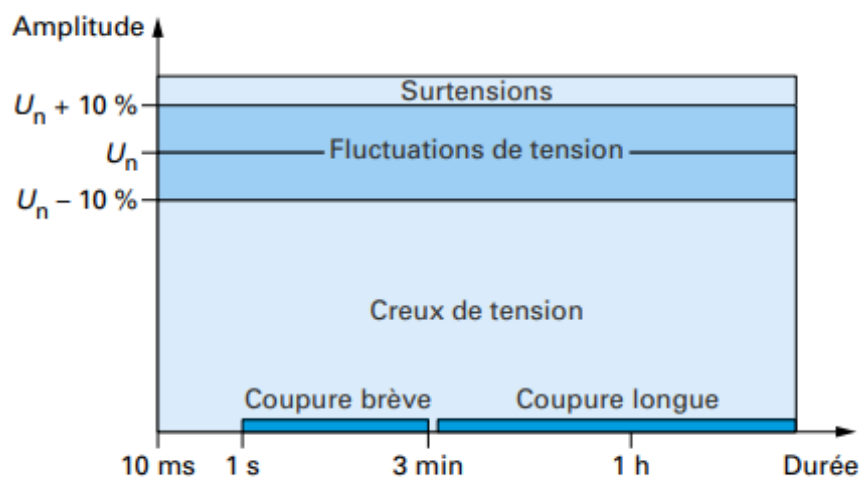 Amplitude
Surtensions
Un + 10 %
Un
Fluctuations de tension
Un – 10 %
Creux de tension
Coupure brève
Coupure longue
10 ms
1 s
3 min
1 h
Durée